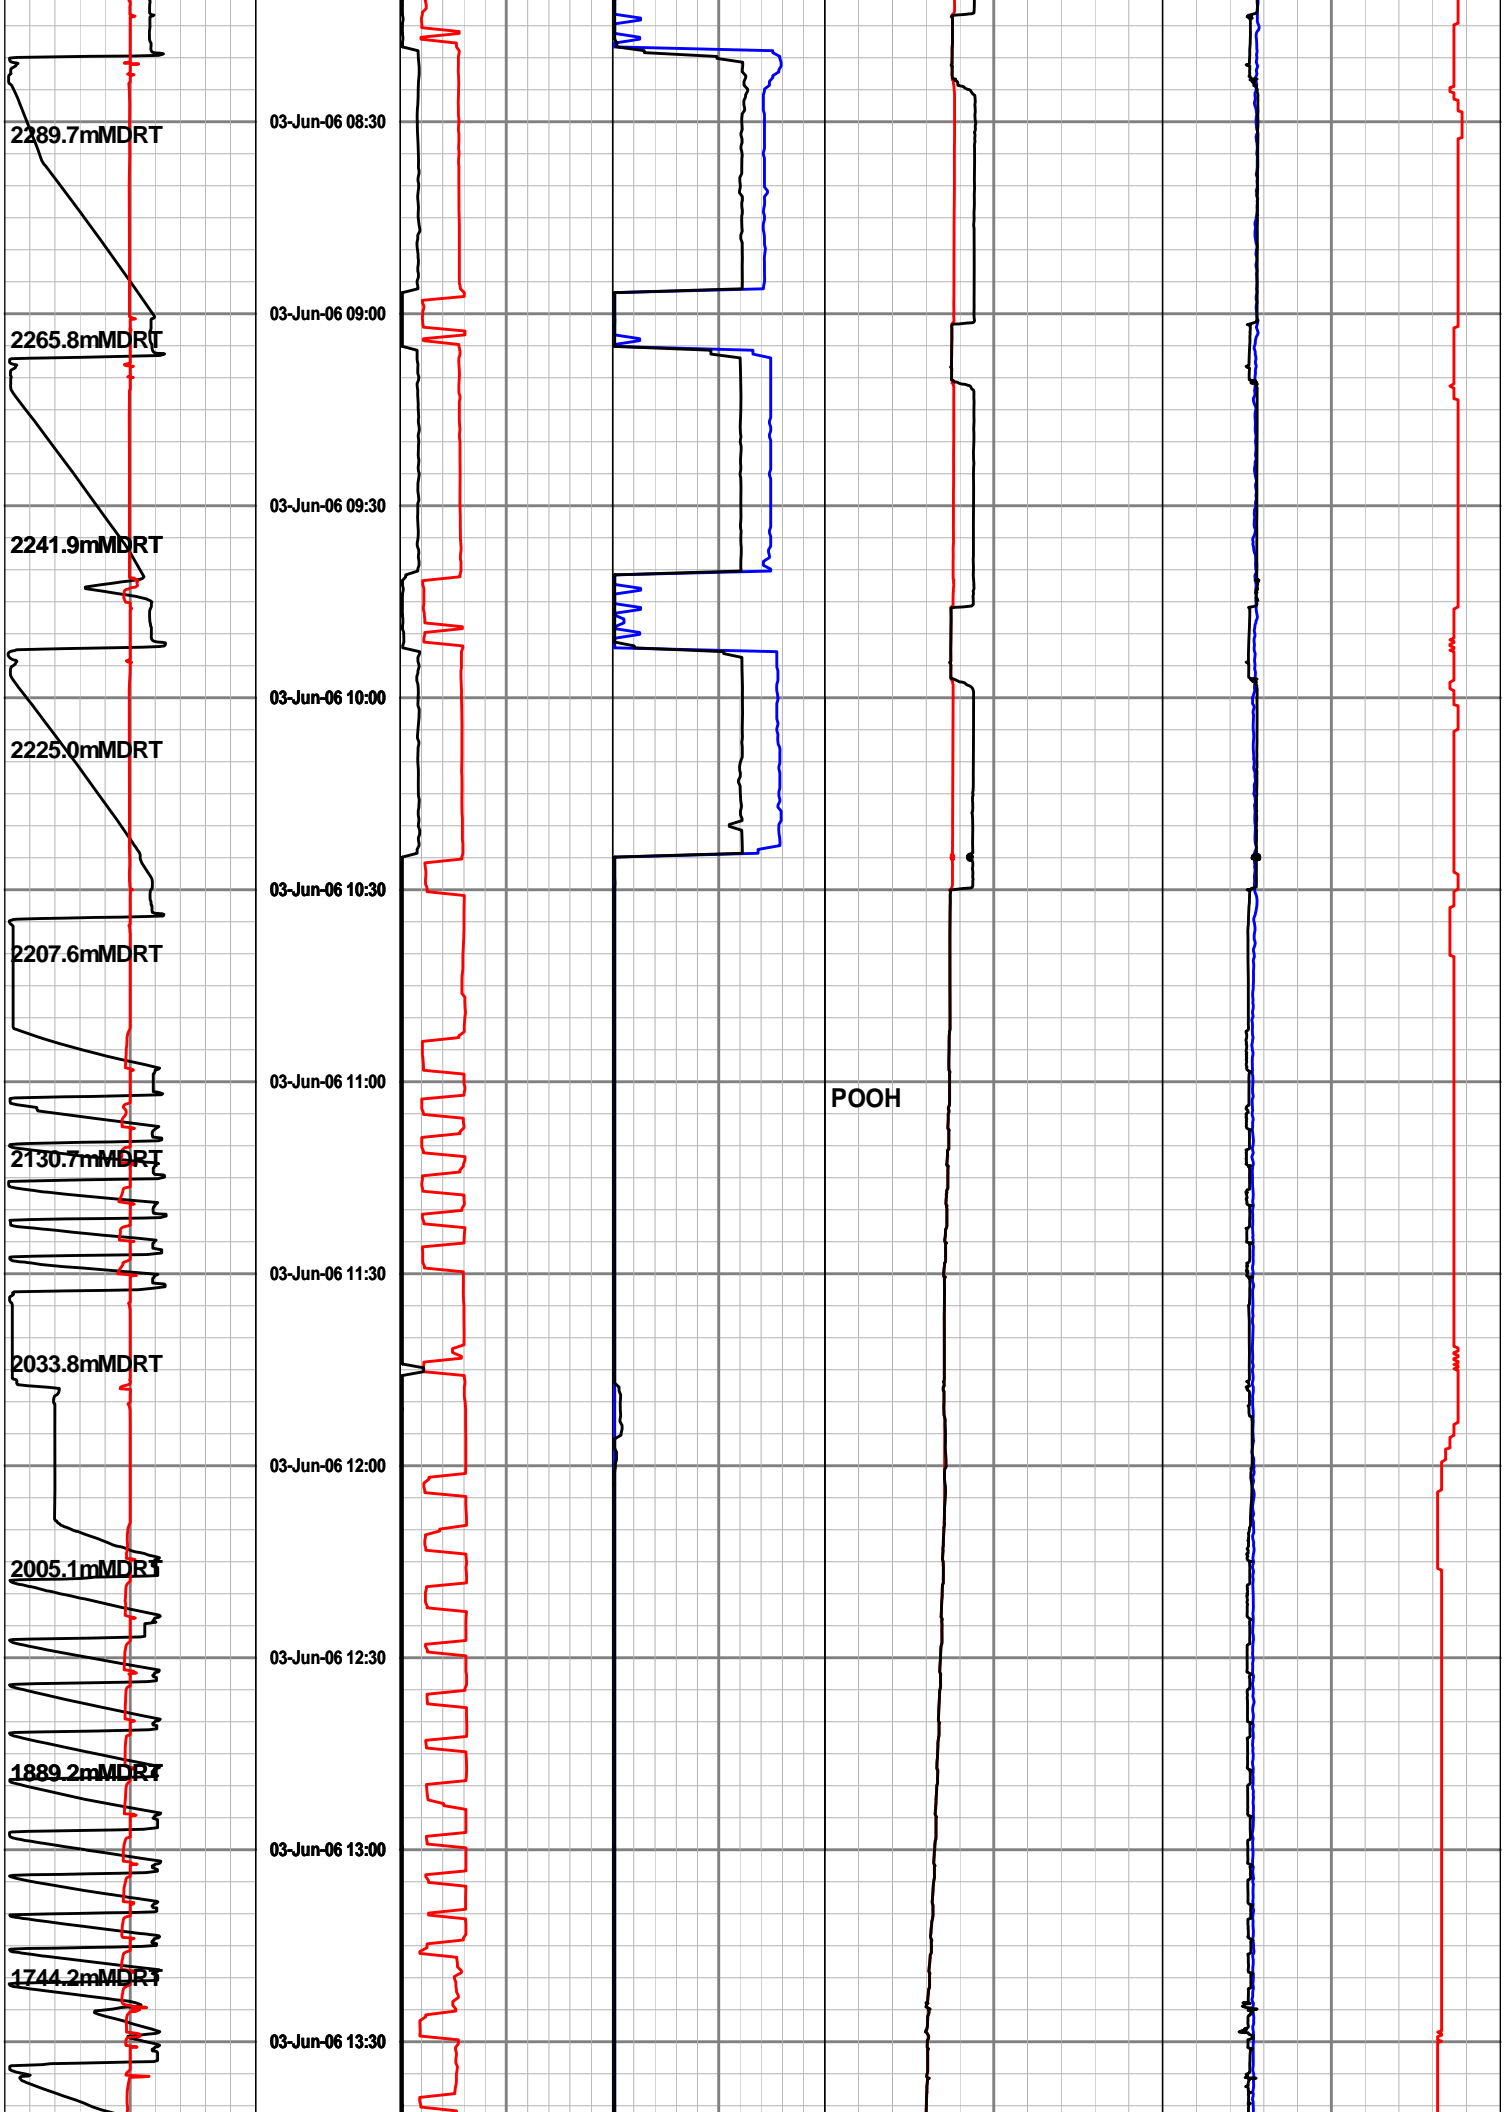 03-Jun-06 08:30
2289.7mMDRT
03-Jun-06 09:00
2265.8mMDRT
03-Jun-06 09:30
2241.9mMDRT
03-Jun-06 10:00
2225.0mMDRT
03-Jun-06 10:30
2207.6mMDRT
03-Jun-06 11:00
POOH
2130.7mMDRT
03-Jun-06 11:30
2033.8mMDRT
03-Jun-06 12:00
2005.1mMDRT
03-Jun-06 12:30
1889.2mMDRT
03-Jun-06 13:00
1744.2mMDRT
03-Jun-06 13:30